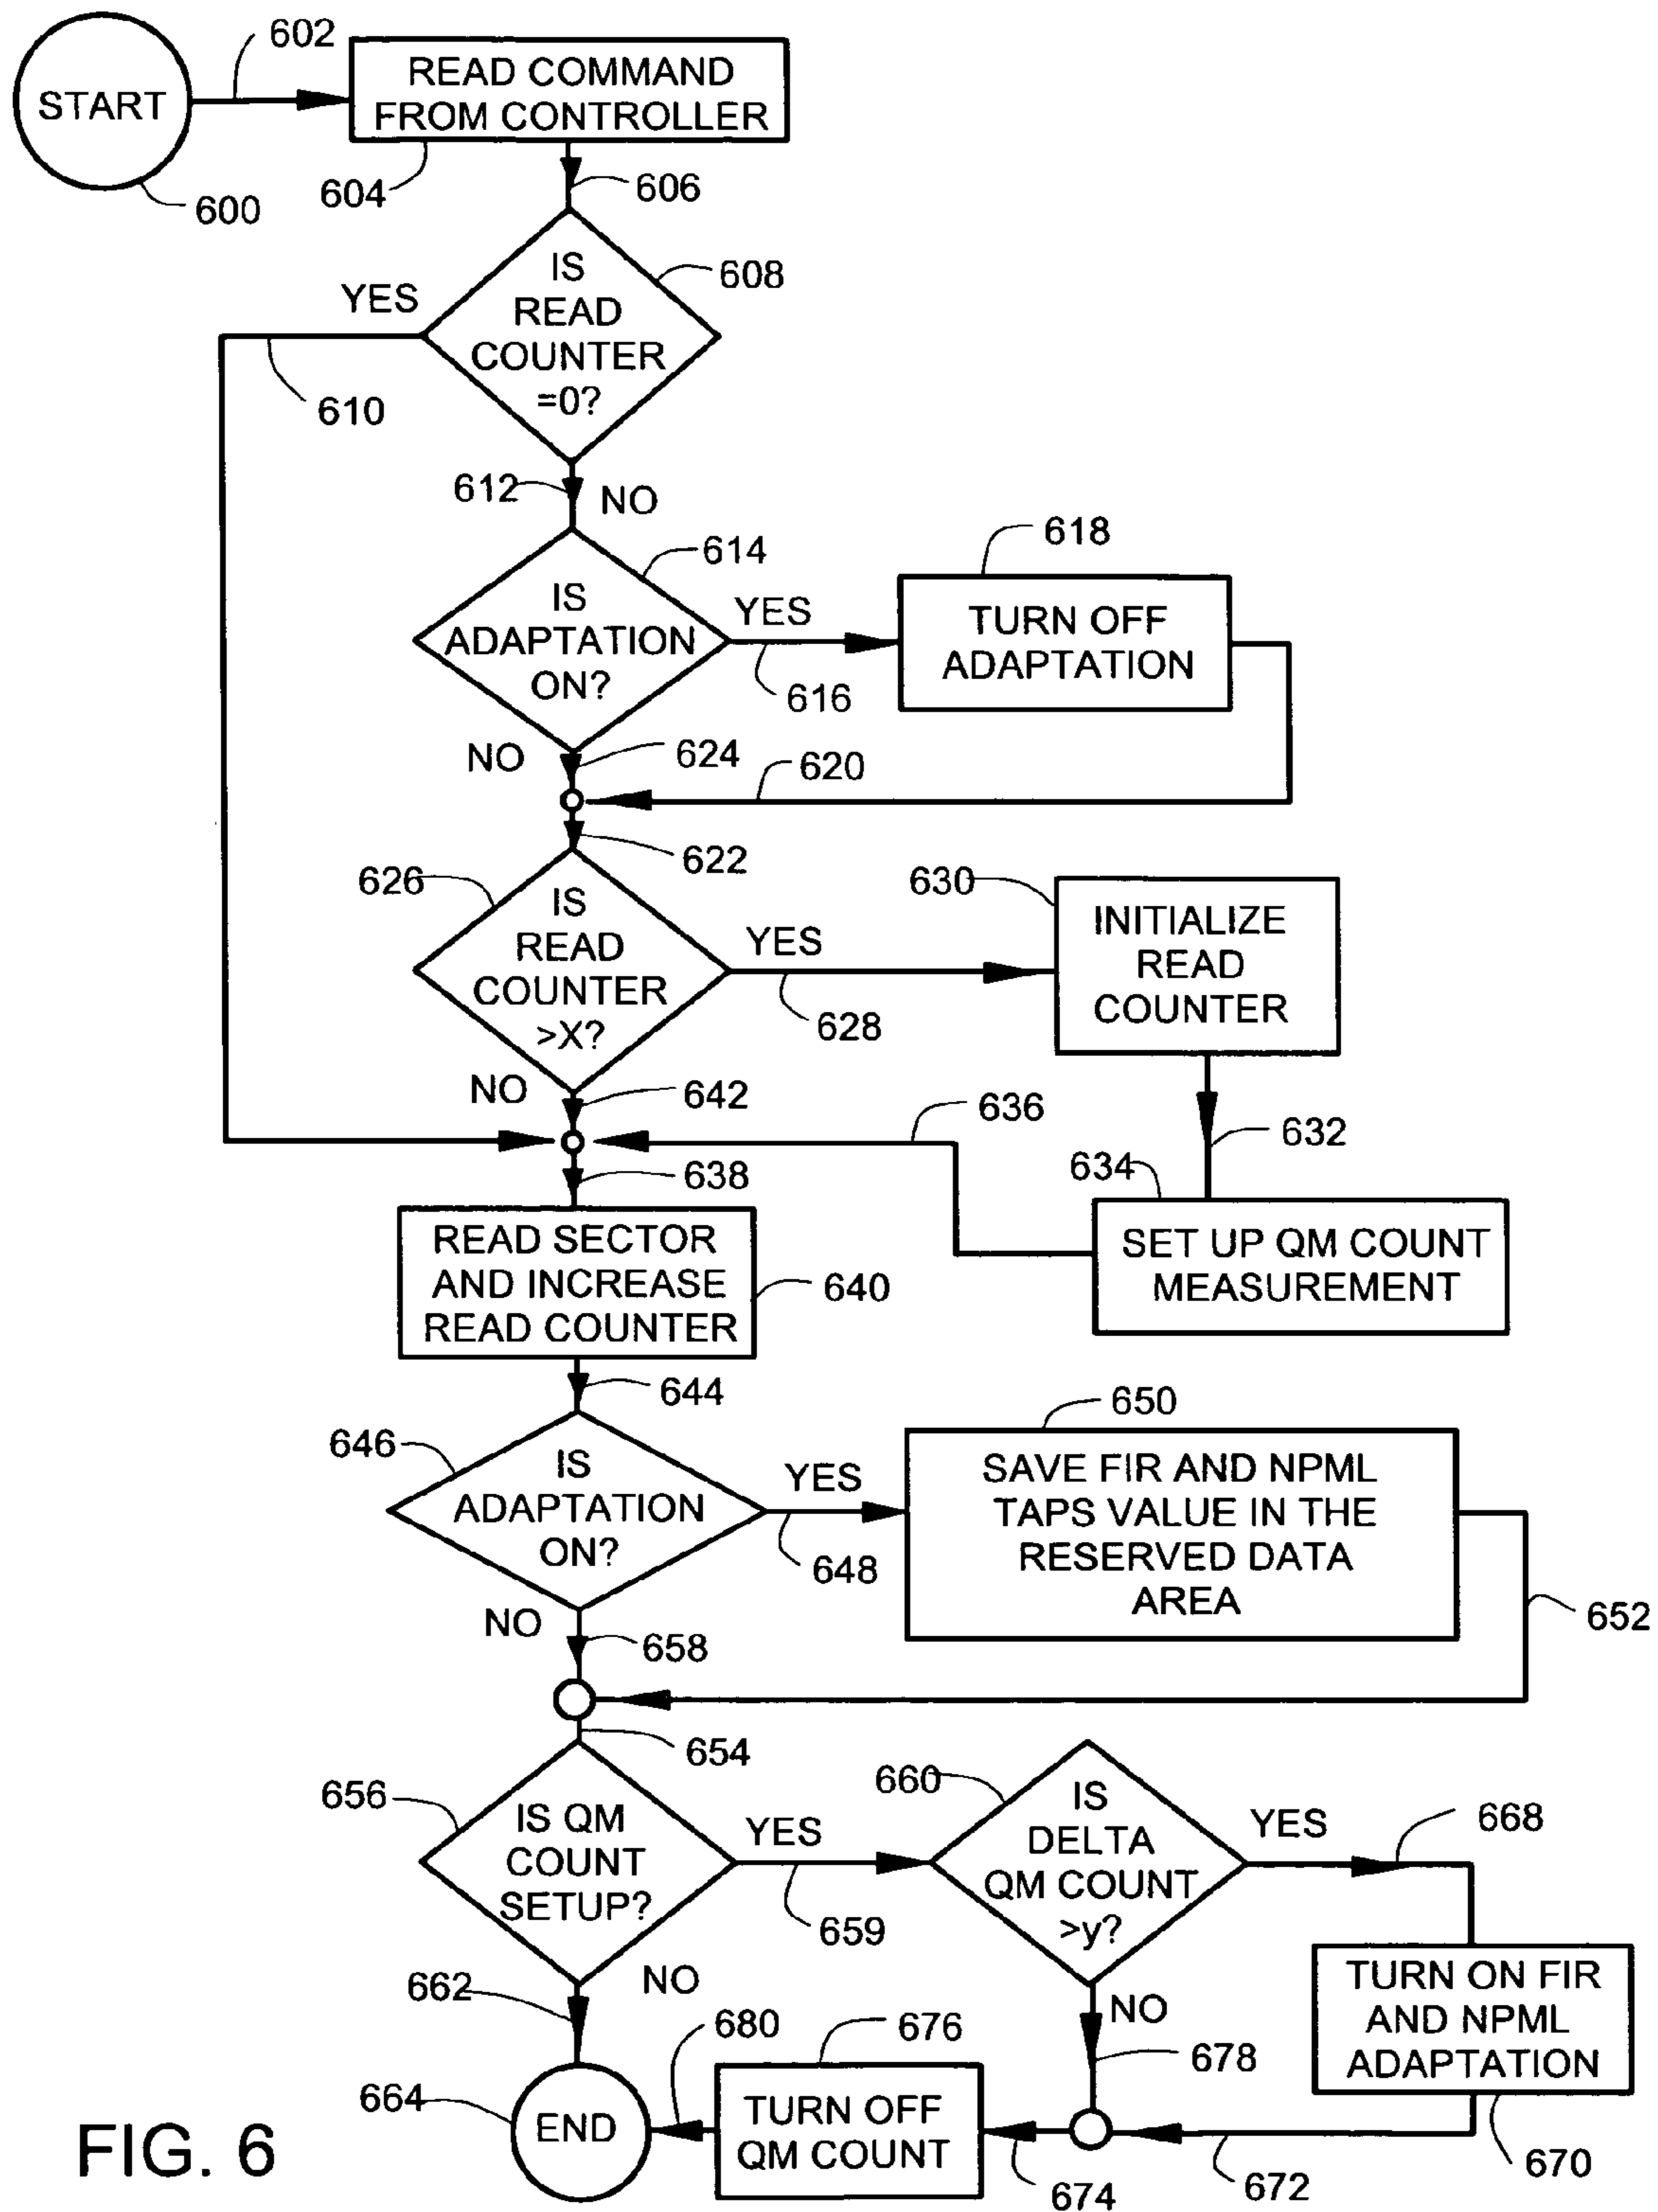 602
START
READ COMMAND
FROM CONTROLLER
600
604
606
IS
READ
COUNTER
=0?
608
YES
610
612
NO
IS
ADAPTATION
ON?
614
YES
616
618
TURN OFF
ADAPTATION
NO
624
620
622
626
IS
READ
COUNTER
>X?
YES
628
630
INITIALIZE
READ
COUNTER
NO
642
636
632
638
634
SET UP QM COUNT
MEASUREMENT
READ SECTOR
AND INCREASE
READ COUNTER
640
644
646
IS
ADAPTATION
ON?
YES
648
650
SAVE FIR AND NPML
TAPS VALUE IN THE
RESERVED DATA
AREA
652
NO
658
654
656
IS QM
COUNT
SETUP?
YES
659
660
IS
DELTA
QM COUNT
>y?
YES
668
662
NO
NO
678
TURN ON FIR
AND NPML
ADAPTATION
670
672
674
676
TURN OFF
QM COUNT
680
664
END
FIG. 6